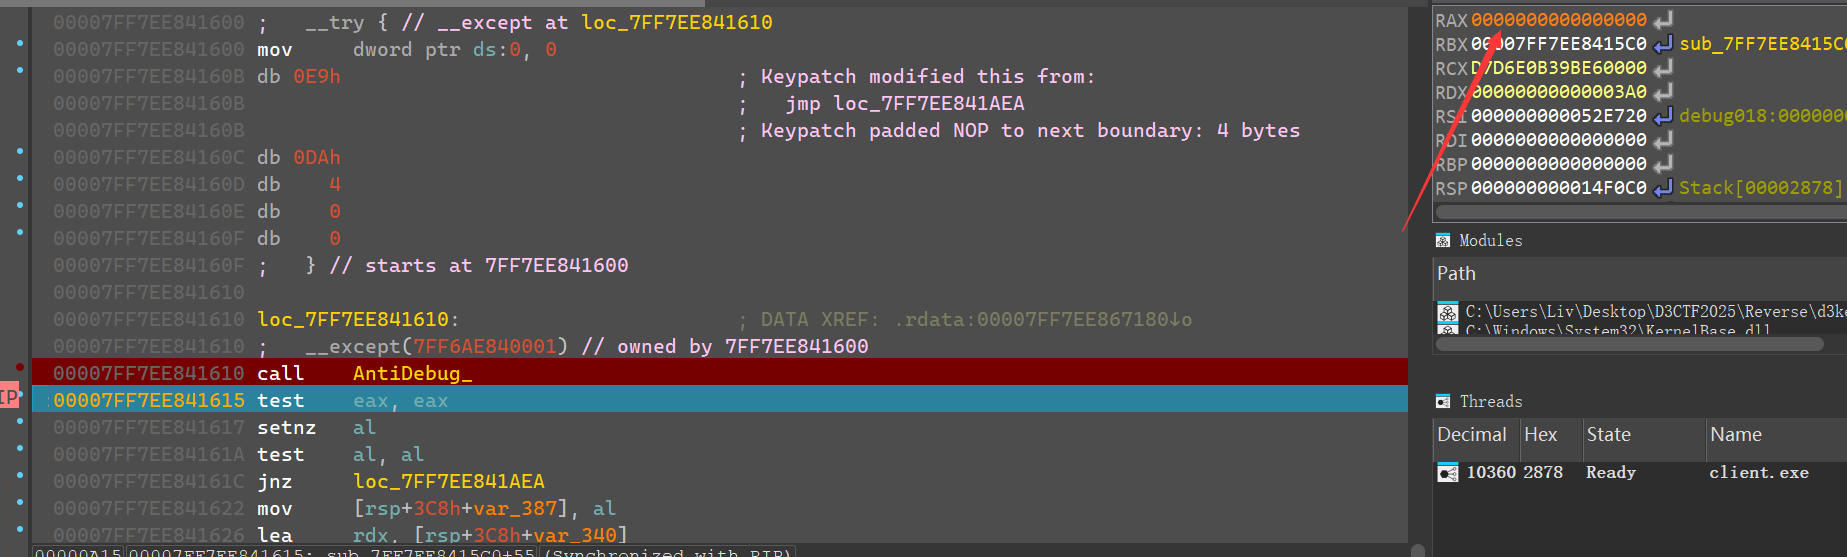 00007FF7EE841600 ;   __try { // __except at loc_7FF7EE841610
00007FF7EE841600 mov     dword ptr ds:0, 0
00007FF7EE84160B db 0E9h                                 ; Keypatch modified this from:
00007FF7EE84160B                                         ;   jmp loc_7FF7EE841AEA
00007FF7EE84160B                                         ; Keypatch padded NOP to next boundary: 4 bytes
00007FF7EE84160C db 0DAh
00007FF7EE84160D db    4
00007FF7EE84160E db    0
00007FF7EE84160F db    0
00007FF7EE84160F ;   } // starts at 7FF7EE841600
00007FF7EE841610
00007FF7EE841610 loc_7FF7EE841610:                       ; DATA XREF: .rdata:00007FF7EE867180↓o
00007FF7EE841610 ;   __except(7FF6AE840001) // owned by 7FF7EE841600
00007FF7EE841610 call    AntiDebug_
IP
00007FF7EE841615 test    eax, eax
00007FF7EE841617 setnz   al
00007FF7EE84161A test    al, al
00007FF7EE84161C jnz     loc_7FF7EE841AEA
00007FF7EE841622 mov     [rsp+3C8h+var_387], al
00007FF7EE841626 lea     rdx, [rsp+3C8h+var_340]
00000A15 00007FF7EE841615: sub_7FF7EE8415C0+55 (Synchronized with RIP)
RAX 0000000000000000
RBX 00007FF7EE8415C0 sub_7FF7EE8415C
RCX D7D6E0B39BE60000
RDX 00000000000003A0
RSI 000000000052E720 debug018:0000000
RDI 0000000000000000
RBP 0000000000000000
RSP 000000000014F0C0 Stack[00002878]
Modules
Path
C:\Users\Liv\Desktop\D3CTF2025\Reverse\d3ke
C:\Windows\System32\KernelBase.dll
Threads
Decimal Hex State Name
10360 2878 Ready client.exe